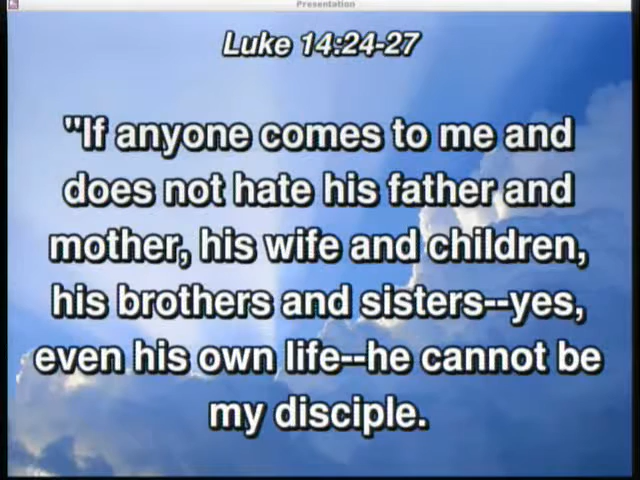 Presentation
Luke 14:24-27
"If anyone comes to me and
does not hate his father and
mother, his wife and children,
his brothers and sisters--yes,
even his own life--he cannot be
my disciple.